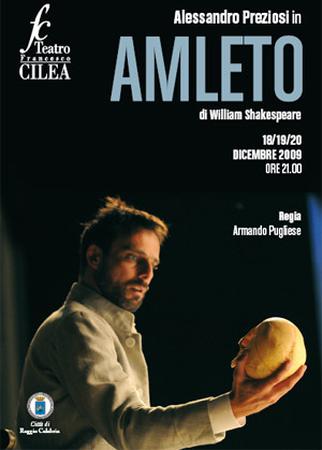 fc
Teatro
Francesco
CILEA
Alessandro Preziosi in
AMLETO
di William Shakespeare
18/19/20
DICEMBRE 2009
ORE 21.00
Regia
Armando Pugliese
Città di
Reggio Calabria